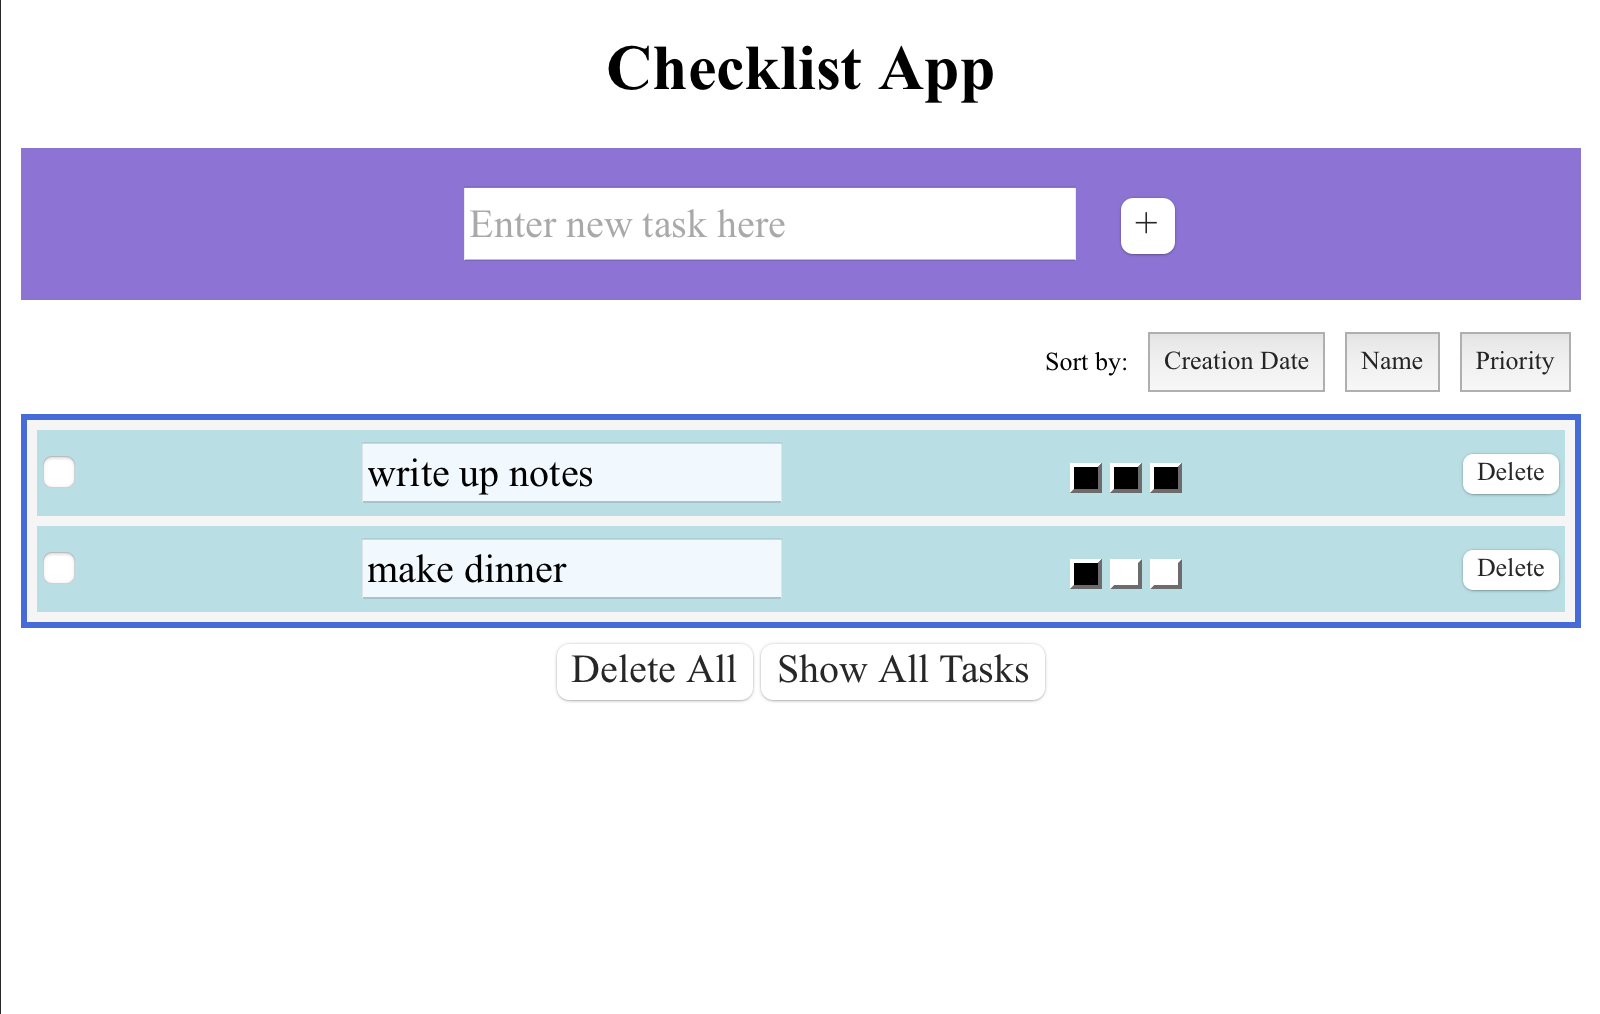 Checklist App
Enter new task here +
Sort by: Creation Date Name Priority
write up notes Delete
make dinner Delete
Delete All Show All Tasks